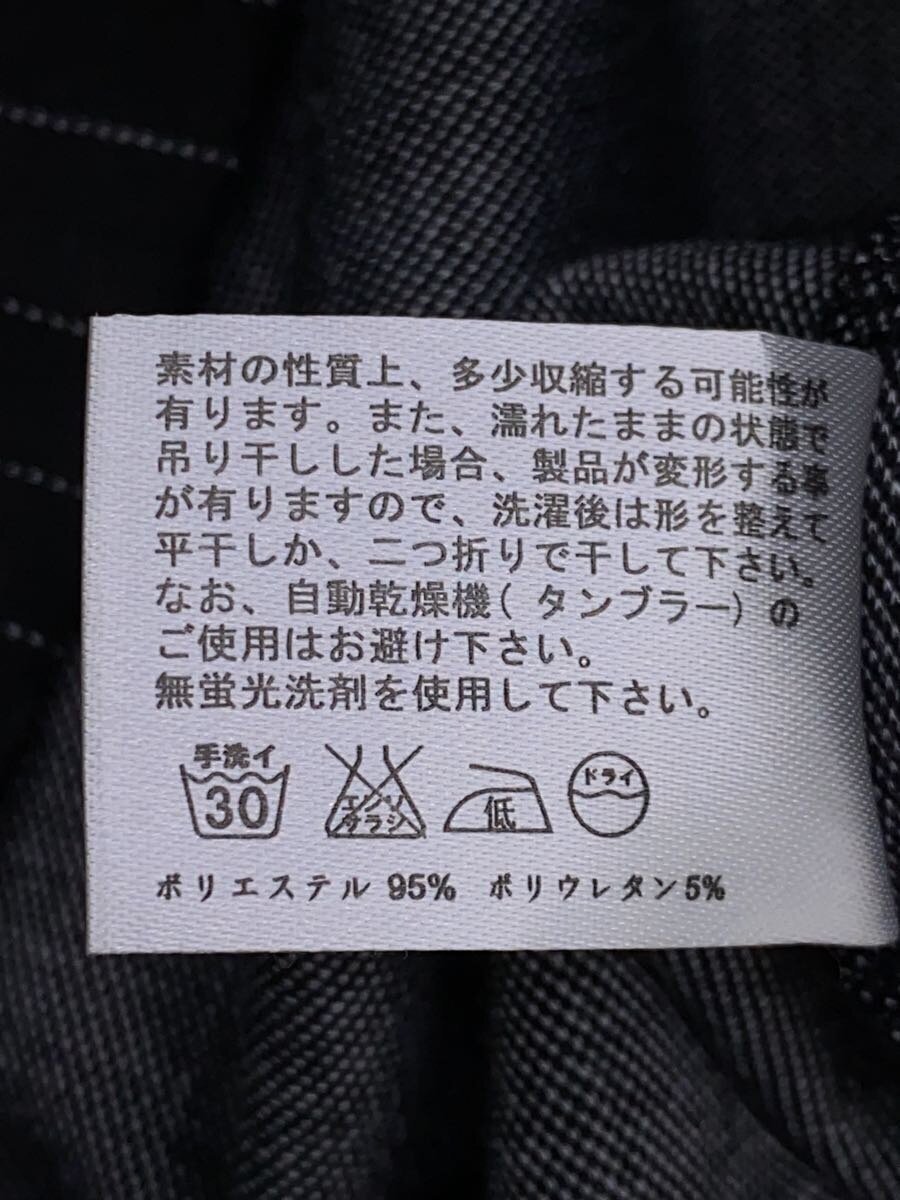 素材の性質上、多少収縮する可能性が
有ります。また、濡れたままの状態で
吊り干しした場合、製品が変形する事
が有りますので、洗濯後は形を整えて
平干しか、二つ折りで干して下さい。
なお、自動乾燥機(タンブラー)の
ご使用はお避け下さい。
無蛍光洗剤を使用して下さい。
手洗イ
30
エンソ
サラシ
低
ドライ
ポリエステル 95% ポリウレタン5%